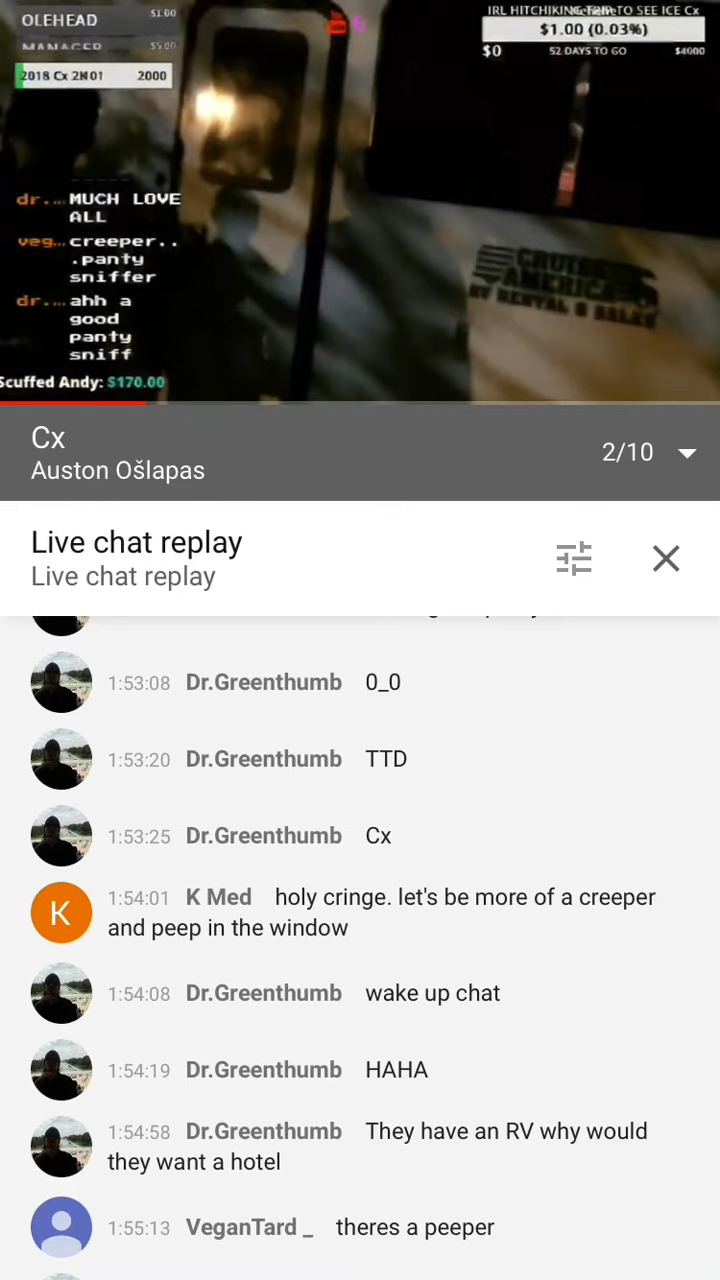 OLEHEAD $1.00
MANAGER $5.00
2018 Cx 2N01 2000
IRL HITCHIKING TRIP TO SEE ICE Cx
$1.00 (0.03%)
$0 52 DAYS TO GO $4000
dr.... MUCH LOVE
ALL
veg... creeper..
.panty
sniffer
dr.... ahh a
good
panty
sniff
Scuffed Andy: $170.00
CRUISE
AMERICA
RV RENTAL & SALES
Cx
Auston Ošlapas
2/10
Live chat replay
Live chat replay
1:53:08 Dr.Greenthumb 0_0
1:53:20 Dr.Greenthumb TTD
1:53:25 Dr.Greenthumb Cx
K
1:54:01 K Med holy cringe. let's be more of a creeper
and peep in the window
1:54:08 Dr.Greenthumb wake up chat
1:54:19 Dr.Greenthumb HAHA
1:54:58 Dr.Greenthumb They have an RV why would
they want a hotel
1:55:13 VeganTard _ theres a peeper